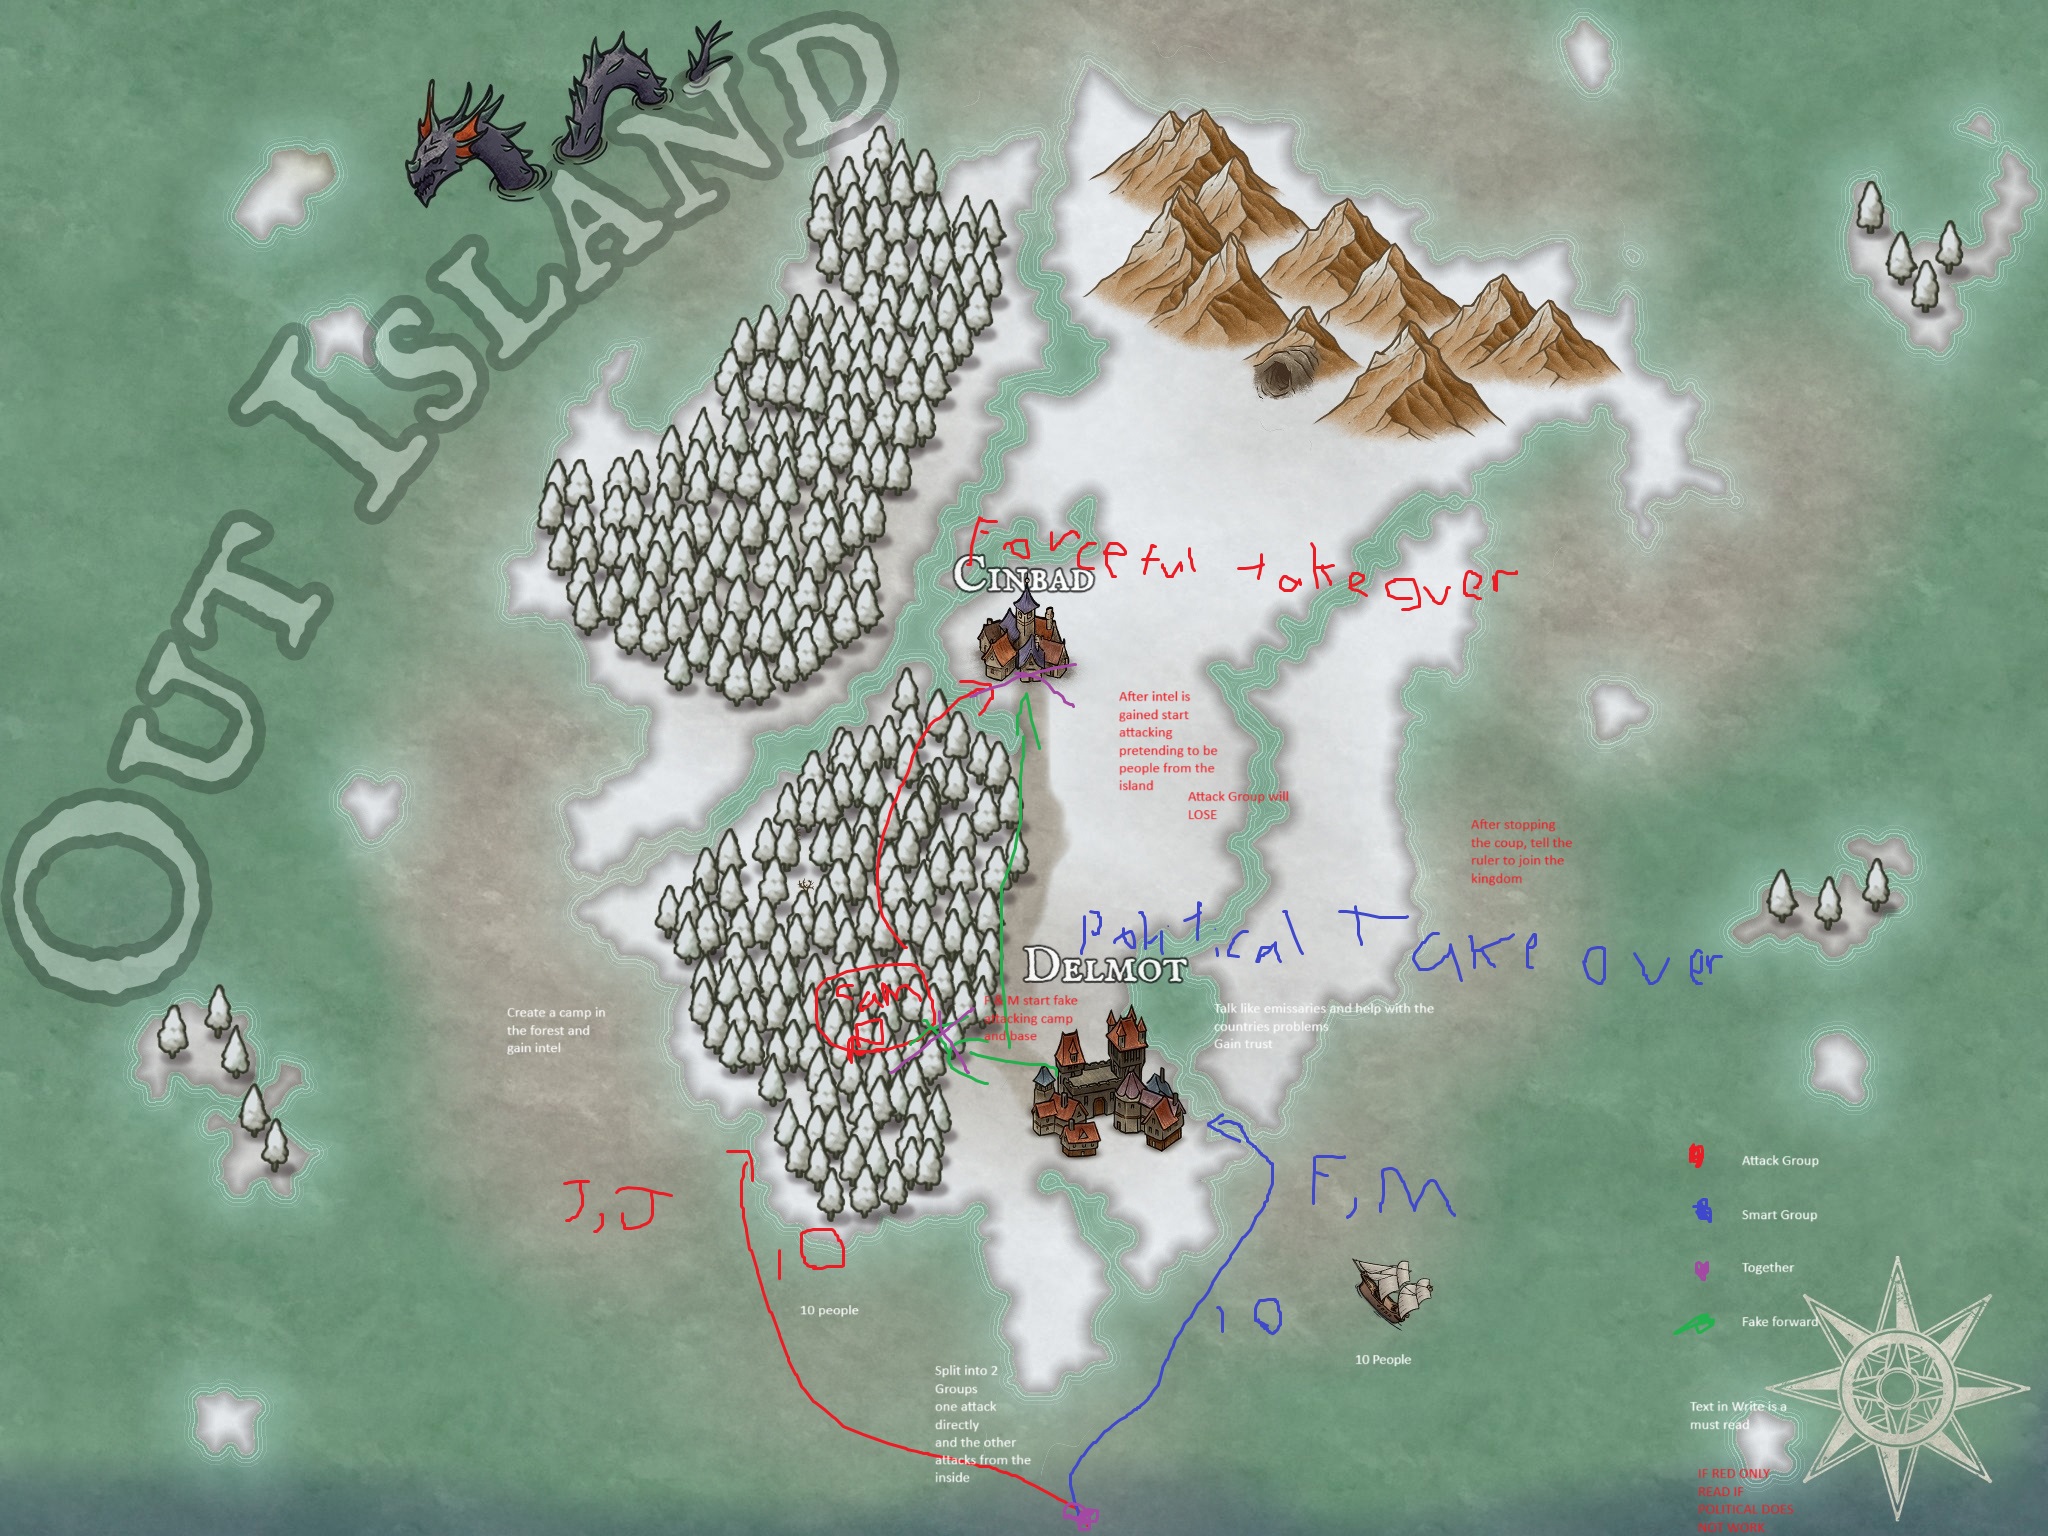 OUT ISLAND
Forceful take over
CINBAD
After intel is
gained start
attacking
pretending to be
people from the
island
Attack Group will
LOSE
After stopping
the coup, tell the
ruler to join the
kingdom
Political Take over
DELMOT
Camp
F & M start fake
attacking camp
and base
Create a camp in
the forest and
gain intel
Talk like emissaries and help with the
countries problems
Gain trust
J,J
F,M
10
10 people
10
10 People
Split into 2
Groups
one attack
directly
and the other
attacks from the
inside
Attack Group
Smart Group
Together
Fake forward
Text in Write is a
must read
IF RED ONLY
READ IF
POLITICAL DOES
NOT WORK